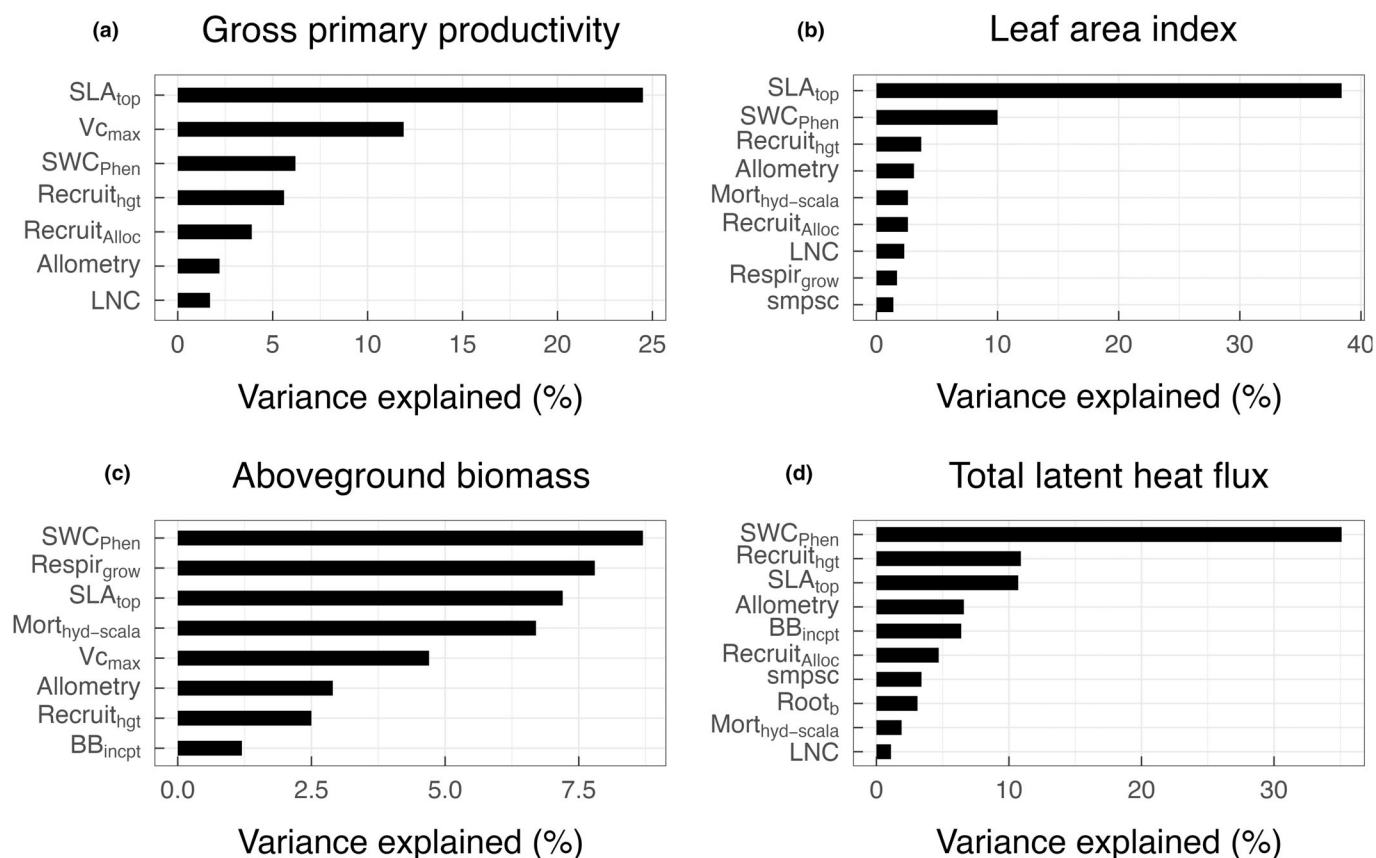 (a) Gross primary productivity
SLAtop
Vcmax
SWCPhen
Recruithgt
RecruitAlloc
Allometry
LNC
0 5 10 15 20 25
Variance explained (%)
(b) Leaf area index
SLAtop
SWCPhen
Recruithgt
Allometry
Morthyd−scala
RecruitAlloc
LNC
Respirgrow
smpsc
0 10 20 30 40
Variance explained (%)
(c) Aboveground biomass
SWCPhen
Respirgrow
SLAtop
Morthyd−scala
Vcmax
Allometry
Recruithgt
BBincpt
0.0 2.5 5.0 7.5
Variance explained (%)
(d) Total latent heat flux
SWCPhen
Recruithgt
SLAtop
Allometry
BBincpt
RecruitAlloc
smpsc
Rootb
Morthyd−scala
LNC
0 10 20 30
Variance explained (%)